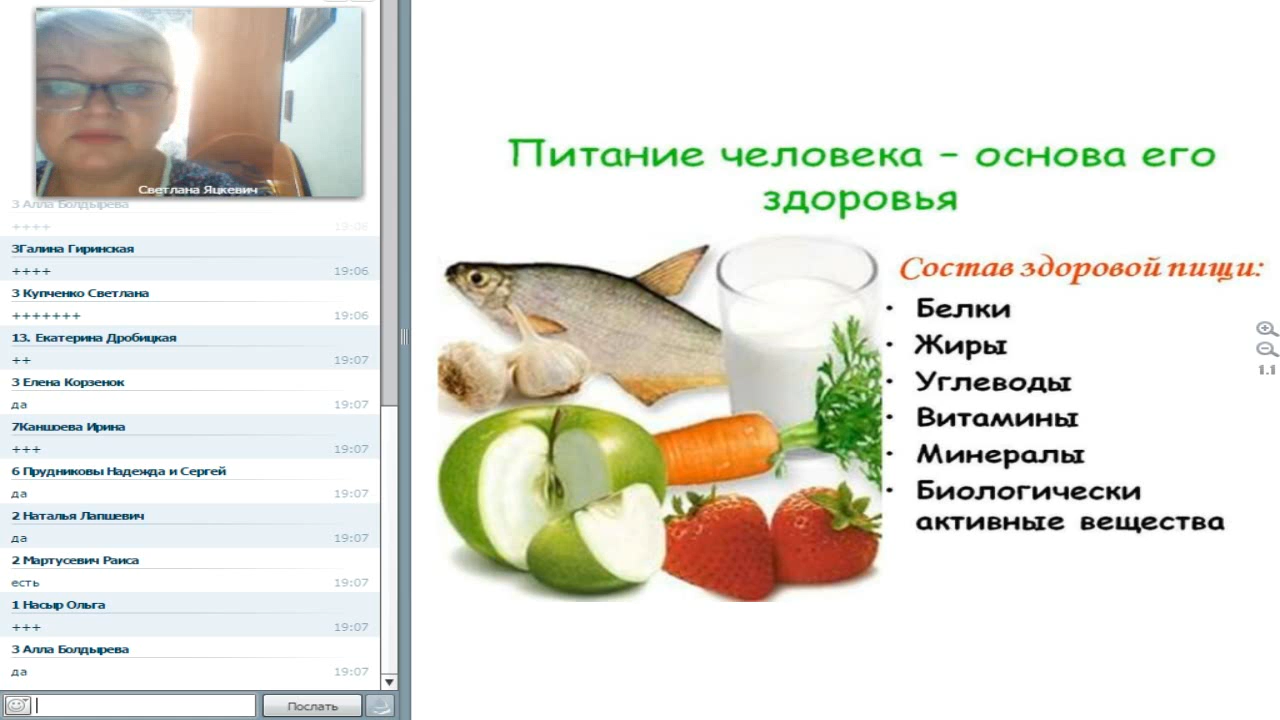 Светлана Яцкевич
3 Алла Болдырева
++++ 19:06
3Галина Гиринская
++++ 19:06
3 Купченко Светлана
+++++++ 19:06
13. Екатерина Дробицкая
++ 19:07
3 Елена Корзенок
да 19:07
7Каншоева Ирина
+++ 19:07
6 Прудниковы Надежда и Сергей
да 19:07
2 Наталья Лапшевич
да 19:07
2 Мартусевич Раиса
есть 19:07
1 Насыр Ольга
+++ 19:07
3 Алла Болдырева
да 19:07
Послать
Питание человека – основа его
здоровья
Состав здоровой пищи:
• Белки
• Жиры
• Углеводы
• Витамины
• Минералы
• Биологически
активные вещества
1.1